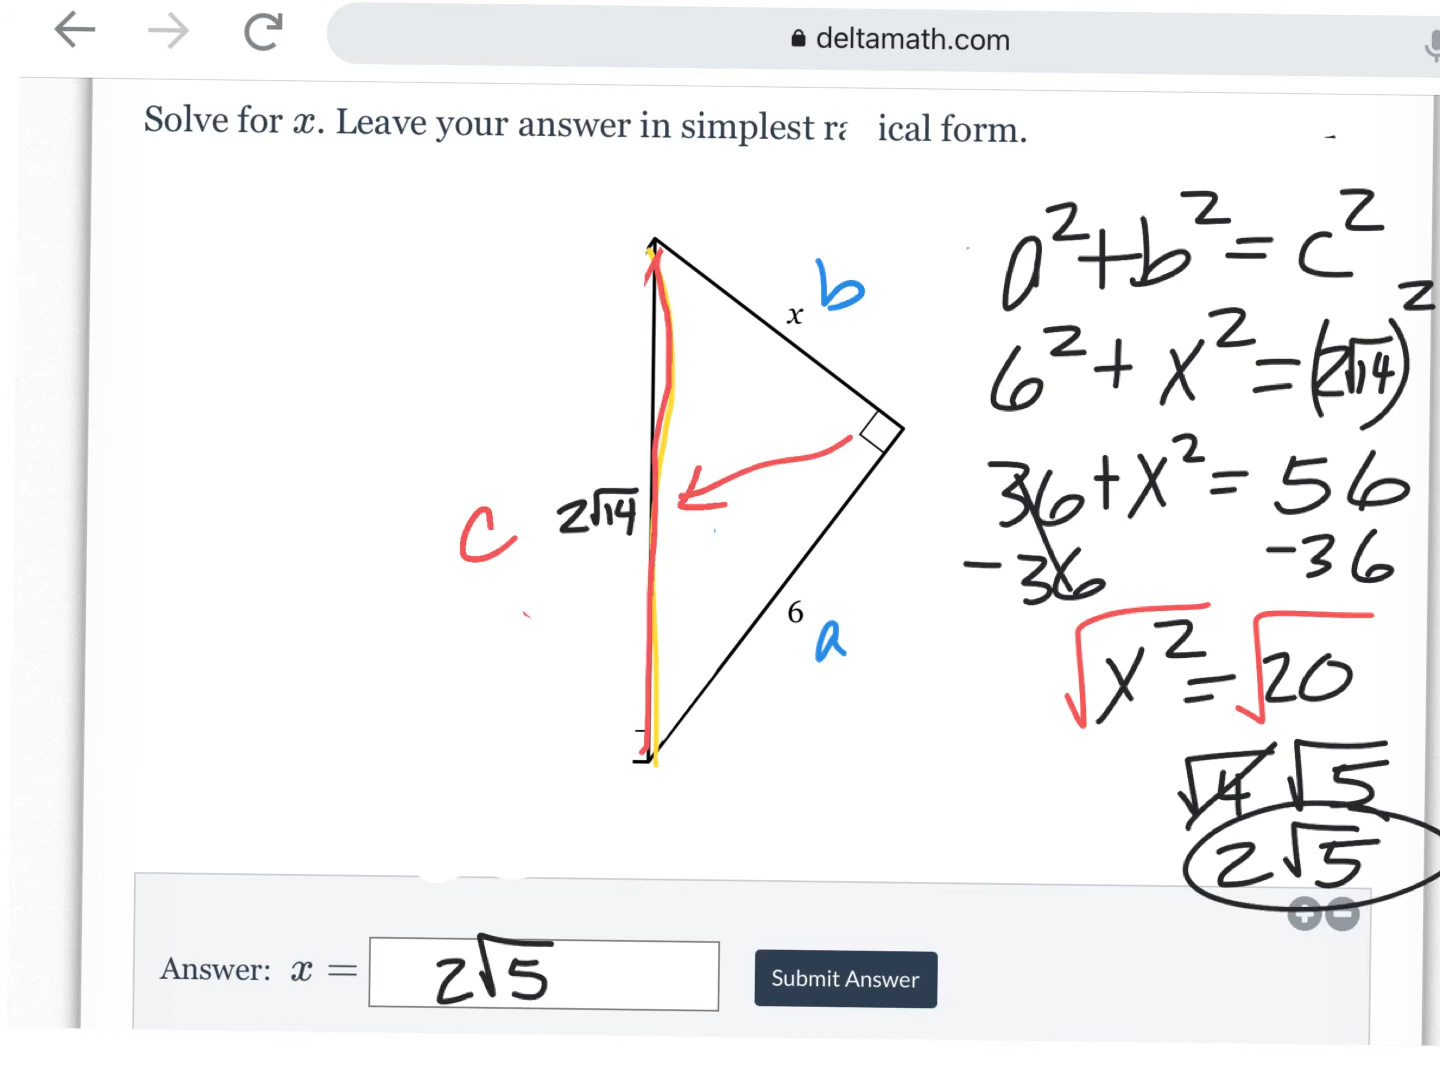 deltamath.com
Solve for x. Leave your answer in simplest ra ical form.
a²+b²=c²
x b
6²+x²=(2√14)²
36+x²=56
c 2√14
-36 -36
6 a
√x²=√20
√4 √5
2√5
Answer: x = 2√5 Submit Answer